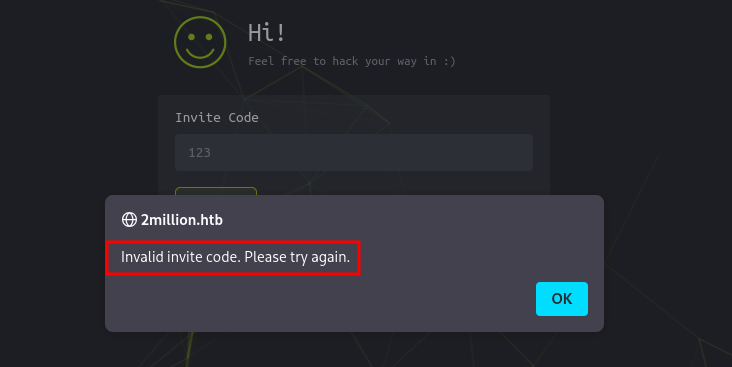 Hi!
Feel free to hack your way in :)
Invite Code
123
2million.htb
Invalid invite code. Please try again.
OK